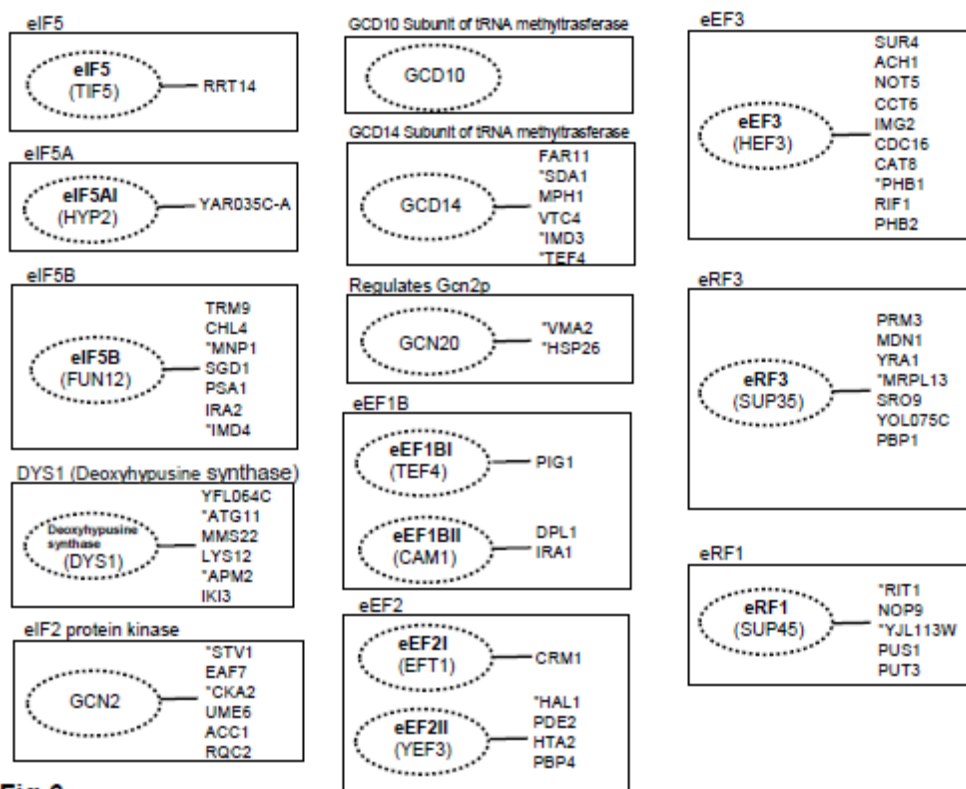 eIF5
eIF5
(TIF5)
RRT14
eIF5A
eIF5AI
(HYP2)
YAR035C-A
eIF5B
eIF5B
(FUN12)
TRM9
CHL4
*MNP1
SGD1
PSA1
IRA2
*IMD4
DYS1 (Deoxyhypusine synthase)
Deoxyhypusine
synthase
(DYS1)
YFL064C
*ATG11
MMS22
LYS12
*APM2
IKI3
eIF2 protein kinase
GCN2
*STV1
EAF7
*CKA2
UME6
ACC1
RQC2
GCD10 Subunit of tRNA methyltrasferase
GCD10
GCD14 Subunit of tRNA methyltrasferase
GCD14
FAR11
*SDA1
MPH1
VTC4
*IMD3
*TEF4
Regulates Gcn2p
GCN20
*VMA2
*HSP26
eEF1B
eEF1BI
(TEF4)
PIG1
eEF1BII
(CAM1)
DPL1
IRA1
eEF2
eEF2I
(EFT1)
CRM1
eEF2II
(YEF3)
*HAL1
PDE2
HTA2
PBP4
eEF3
eEF3
(HEF3)
SUR4
ACH1
NOT5
CCT6
IMG2
CDC16
CAT8
*PHB1
RIF1
PHB2
eRF3
eRF3
(SUP35)
PRM3
MDN1
YRA1
*MRPL13
SRO9
YOL075C
PBP1
eRF1
eRF1
(SUP45)
*RIT1
NOP9
*YJL113W
PUS1
PUT3